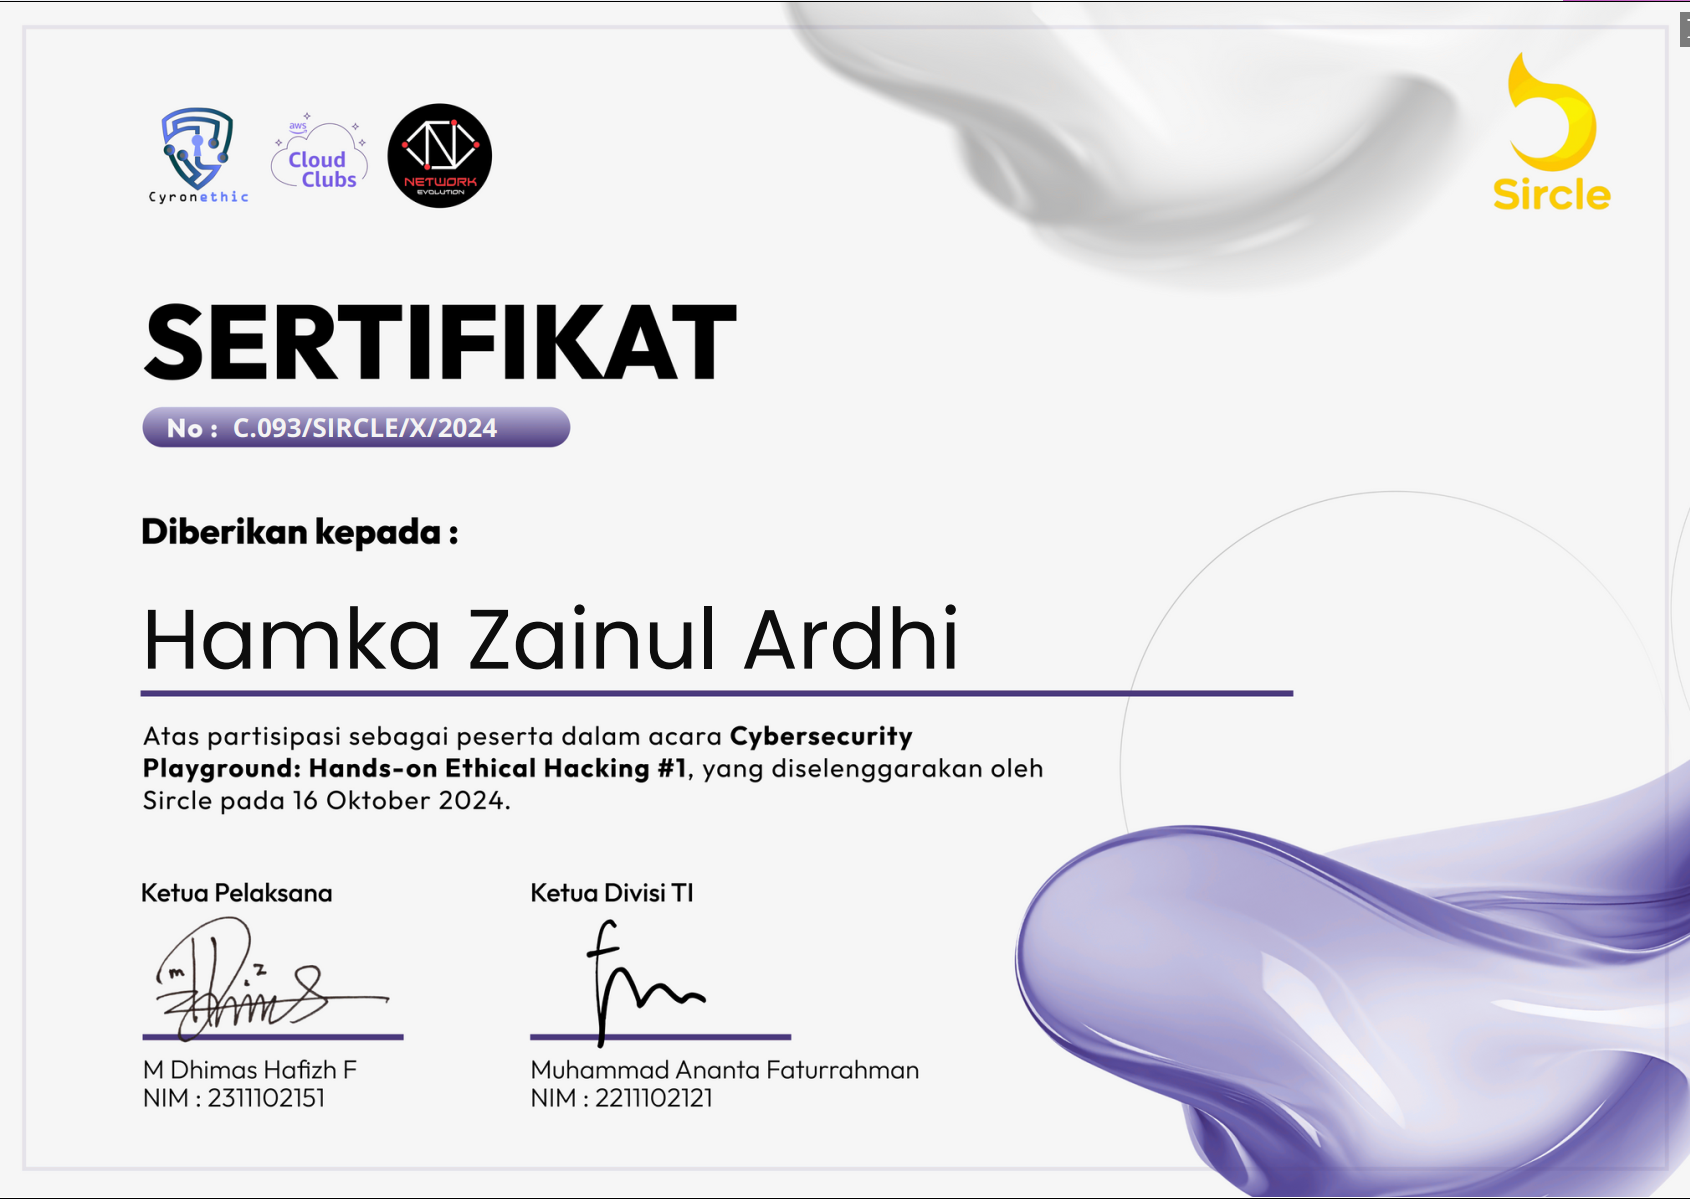 Cyronethic
aws
Cloud
Clubs
NETWORK
EVOLUTION
Sircle
SERTIFIKAT
No : C.093/SIRCLE/X/2024
Diberikan kepada :
Hamka Zainul Ardhi
Atas partisipasi sebagai peserta dalam acara Cybersecurity
Playground: Hands-on Ethical Hacking #1, yang diselenggarakan oleh
Sircle pada 16 Oktober 2024.
Ketua Pelaksana
Ketua Divisi TI
M Dhimas Hafizh F
NIM : 2311102151
Muhammad Ananta Faturrahman
NIM : 2211102121